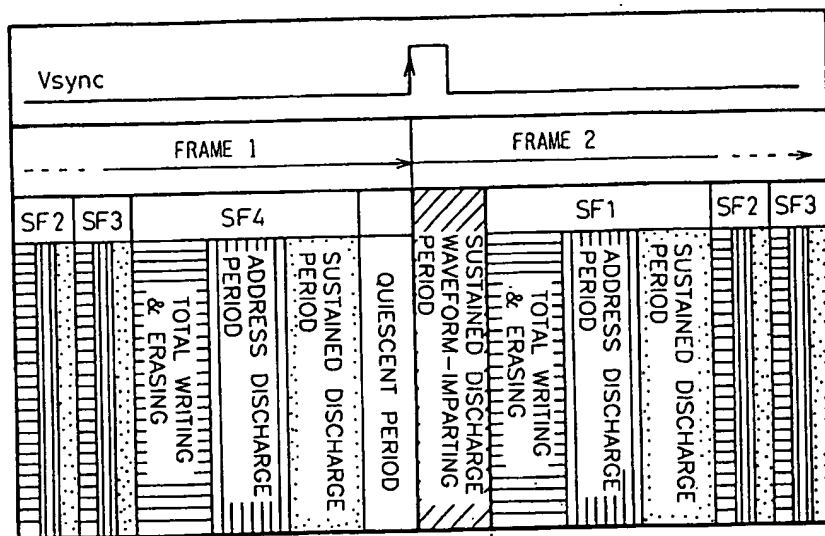 Vsync
FRAME 1
FRAME 2
SF2
SF3
SF4
SF1
SF2
SF3
TOTAL WRITING
& ERASING
ADDRESS DISCHARGE
PERIOD
SUSTAINED DISCHARGE
PERIOD
QUIESCENT PERIOD
SUSTAINED DISCHARGE
WAVEFORM-IMPARTING
PERIOD
TOTAL WRITING
& ERASING
ADDRESS DISCHARGE
PERIOD
SUSTAINED DISCHARGE
PERIOD